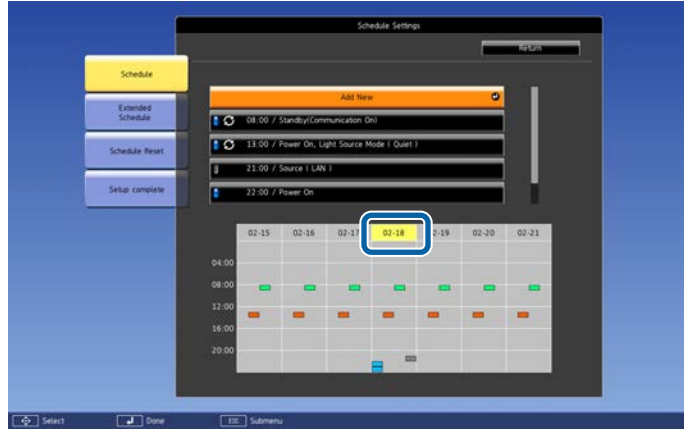 Schedule Settings
Return
Schedule
Extended
Schedule
Schedule Reset
Setup complete
Add New
08:00 / Standby(Communication On)
13:00 / Power On, Light Source Mode ( Quiet )
21:00 / Source ( LAN )
22:00 / Power On
02-15 02-16 02-17 02-18 02-19 02-20 02-21
04:00
08:00
12:00
16:00
20:00
Select Done ESC Submenu